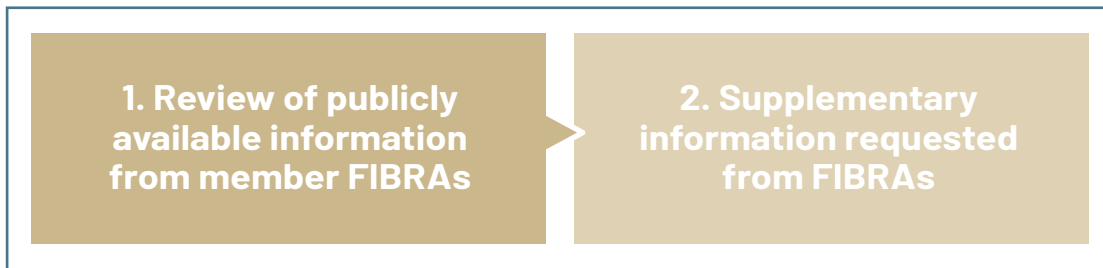 1. Review of publicly
available information
from member FIBRAs
2. Supplementary
information requested
from FIBRAs